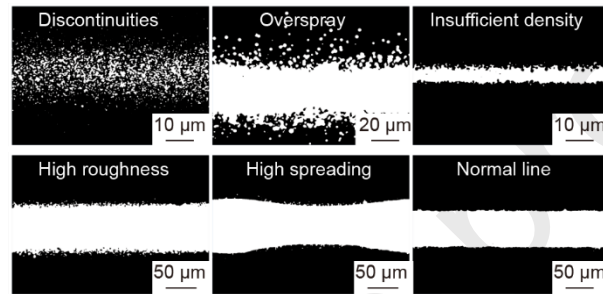 Discontinuities
Overspray
Insufficient density
10 μm
20 μm
10 μm
High roughness
High spreading
Normal line
50 μm
50 μm
50 μm